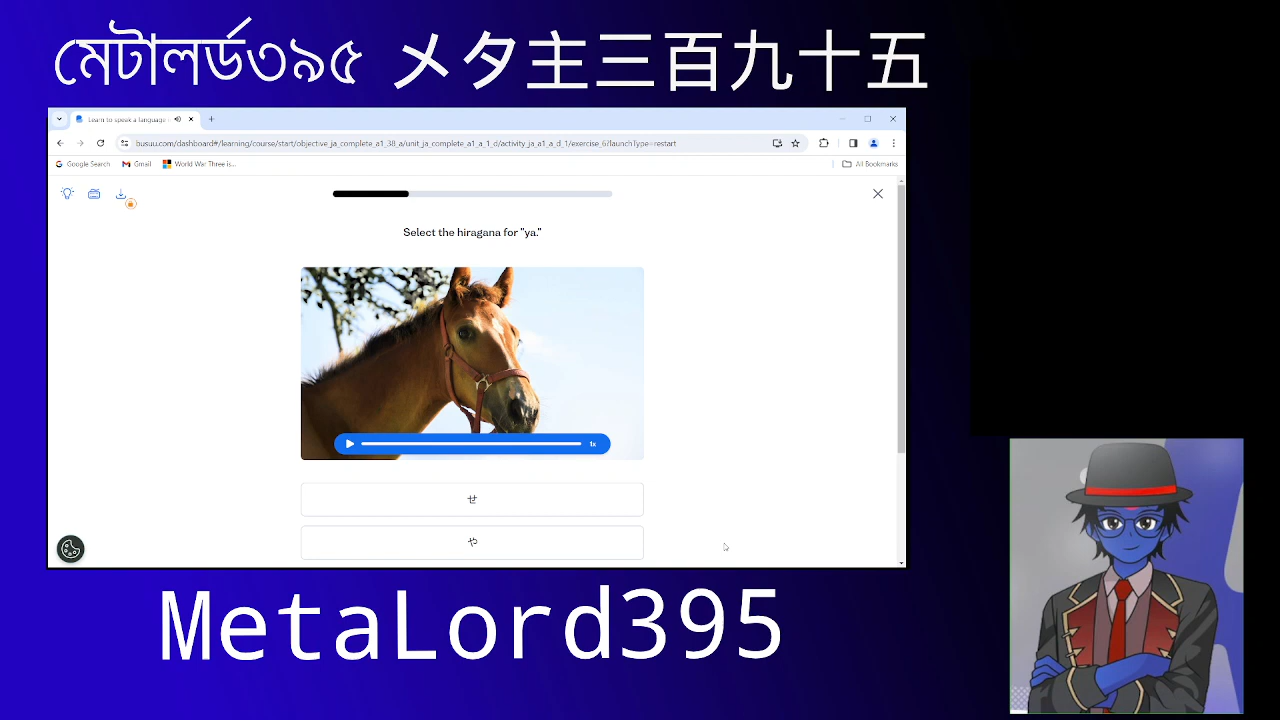 মেটালর্ড৩৯৫ メタ主三百九十五
Learn to speak a language
busuu.com/dashboard#/learning/course/start/objective_ja_complete_a1_38_a/unit_ja_complete_a1_a_1_d/activity_ja_a1_a_d_1/exercise_6?launchType=restart
Google Search Gmail World War Three is... All Bookmarks
Select the hiragana for "ya."
1x
せ
や
MetaLord395